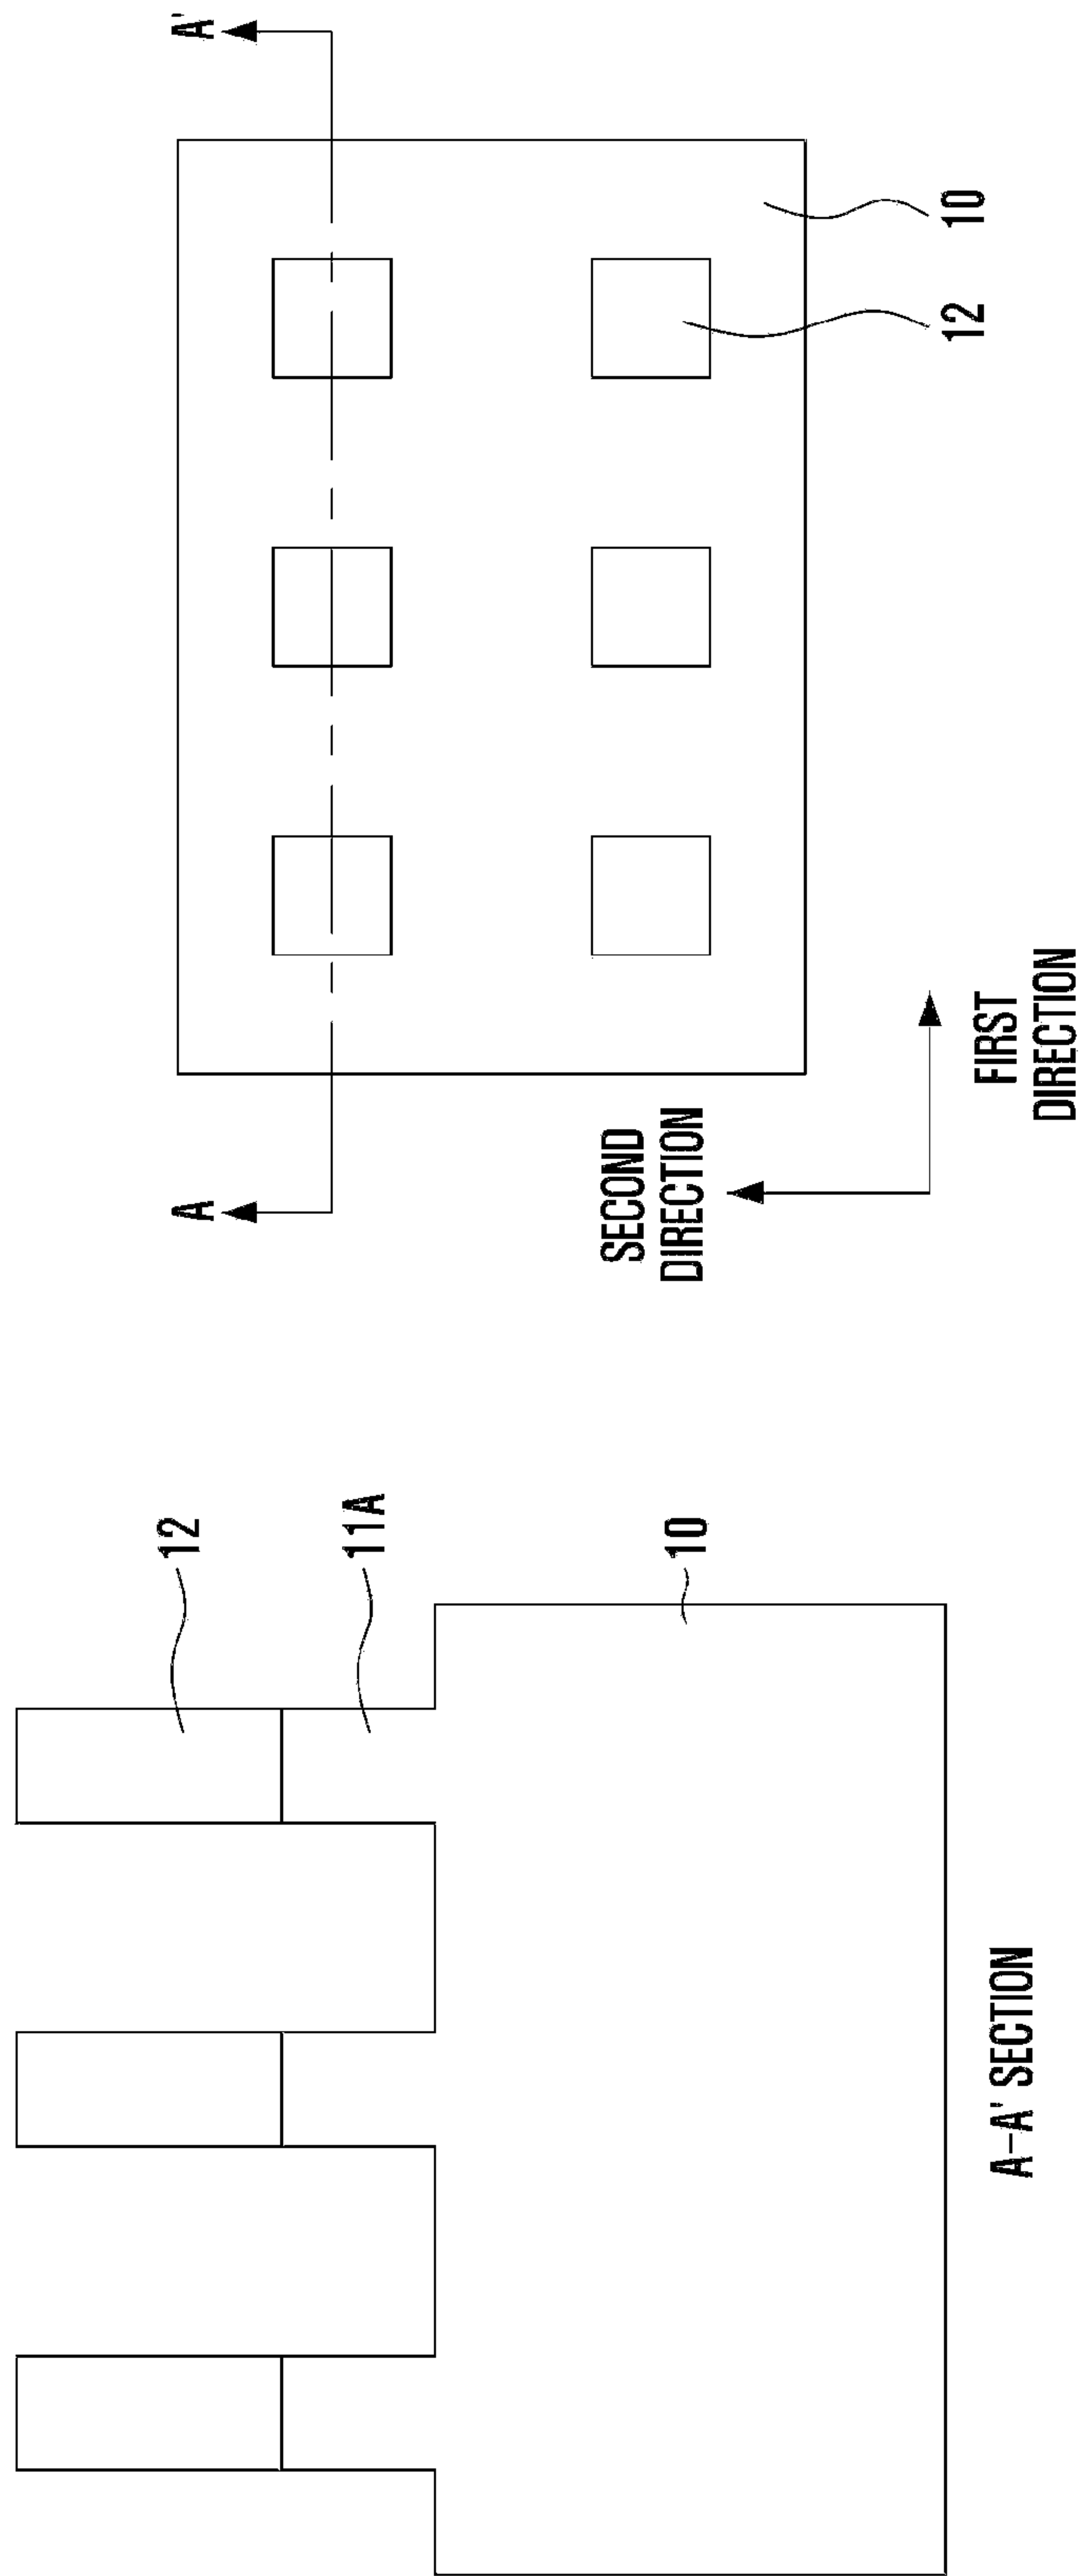 12
11A
10
A-A' SECTION
A
A'
10
12
SECOND
DIRECTION
FIRST
DIRECTION